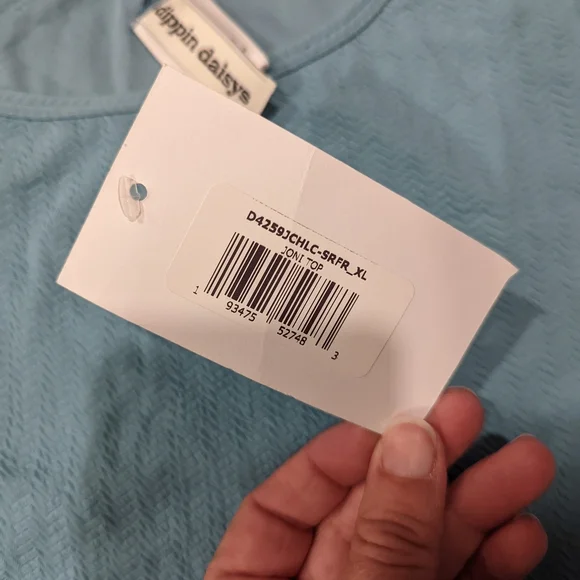 dippin daisys
D4259JCHLC-SRFR_XL
JONI TOP
1 93475 52748 3